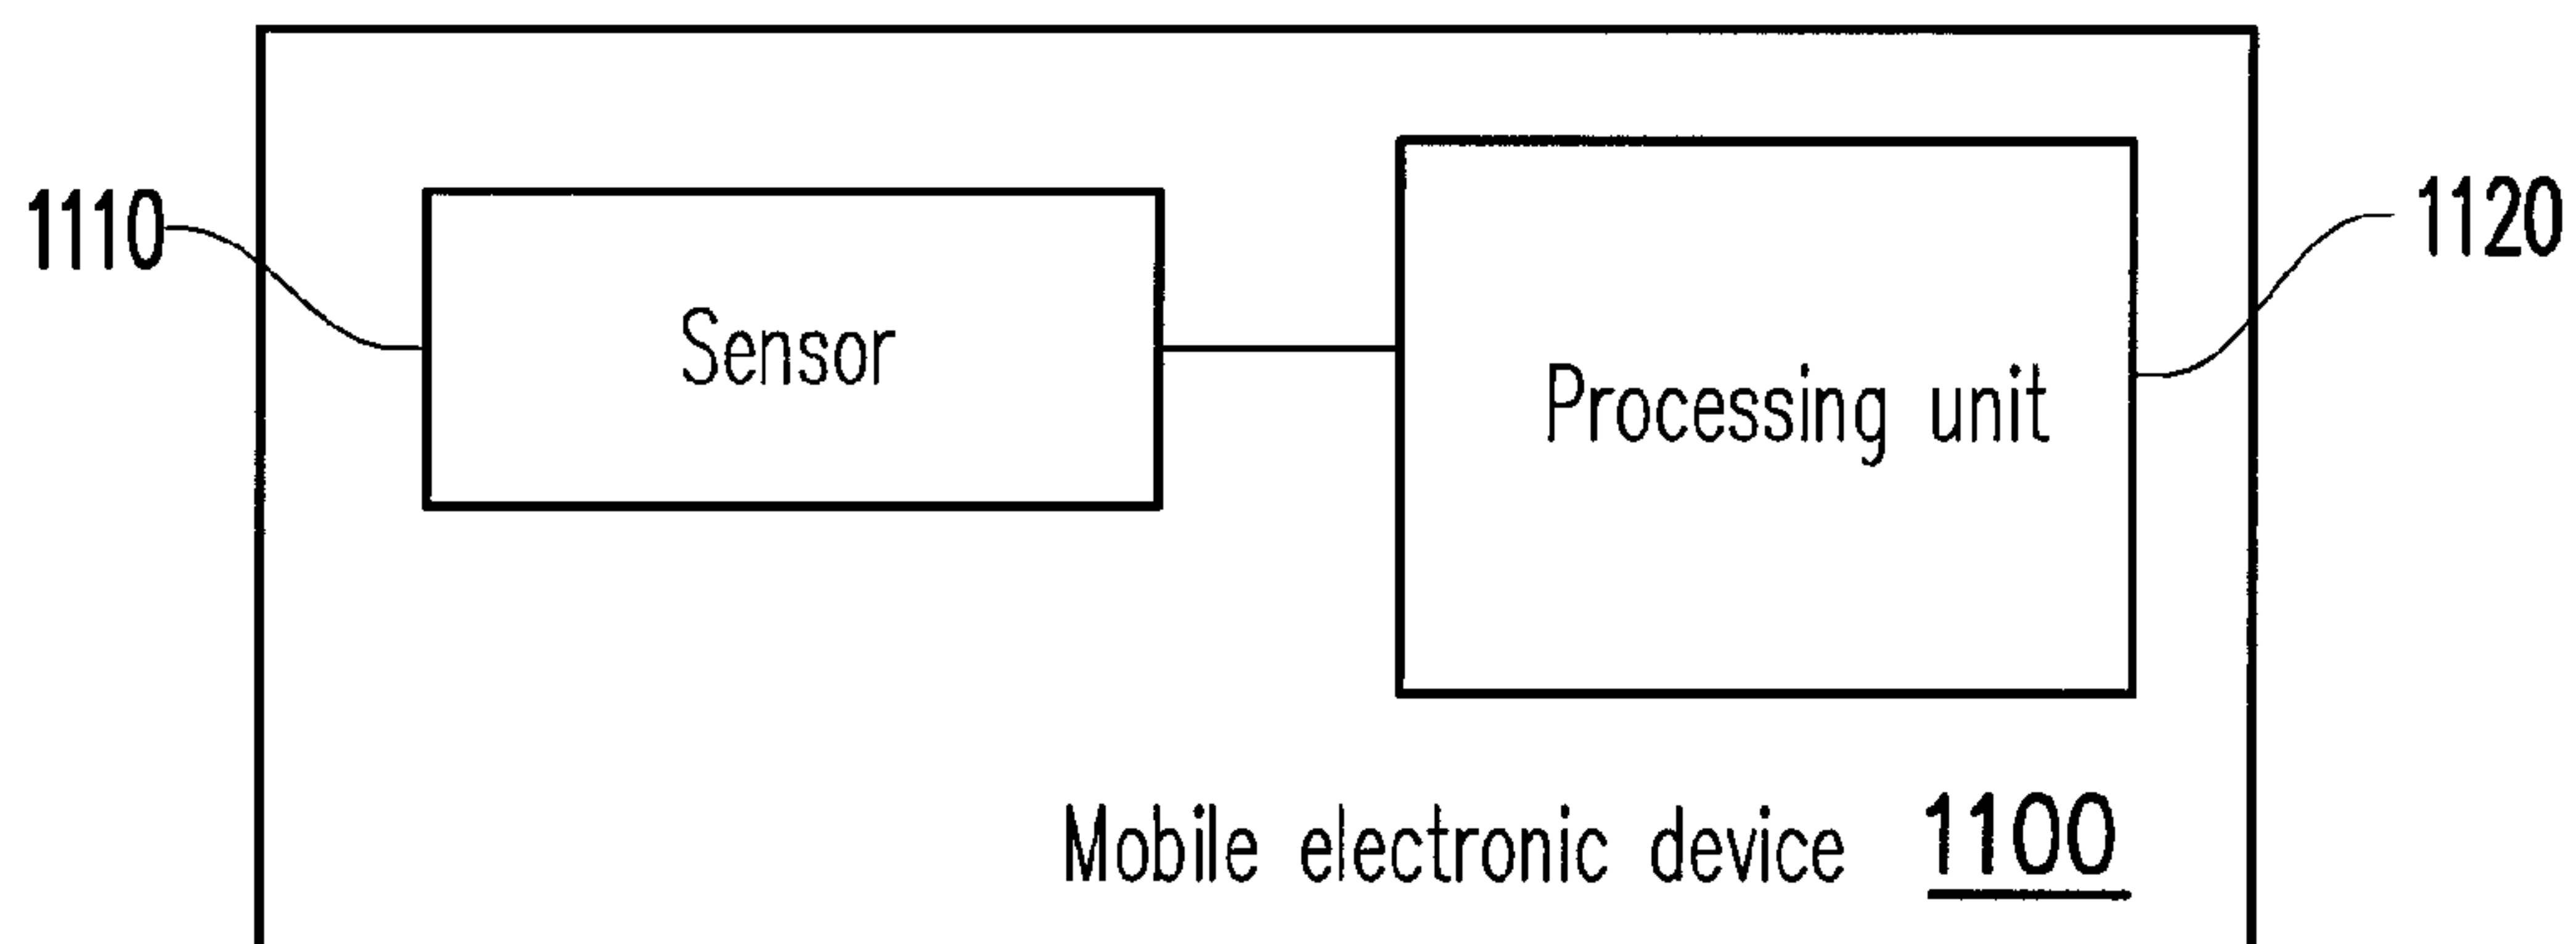 1110
1120
Sensor
Processing unit
Mobile electronic device 1100